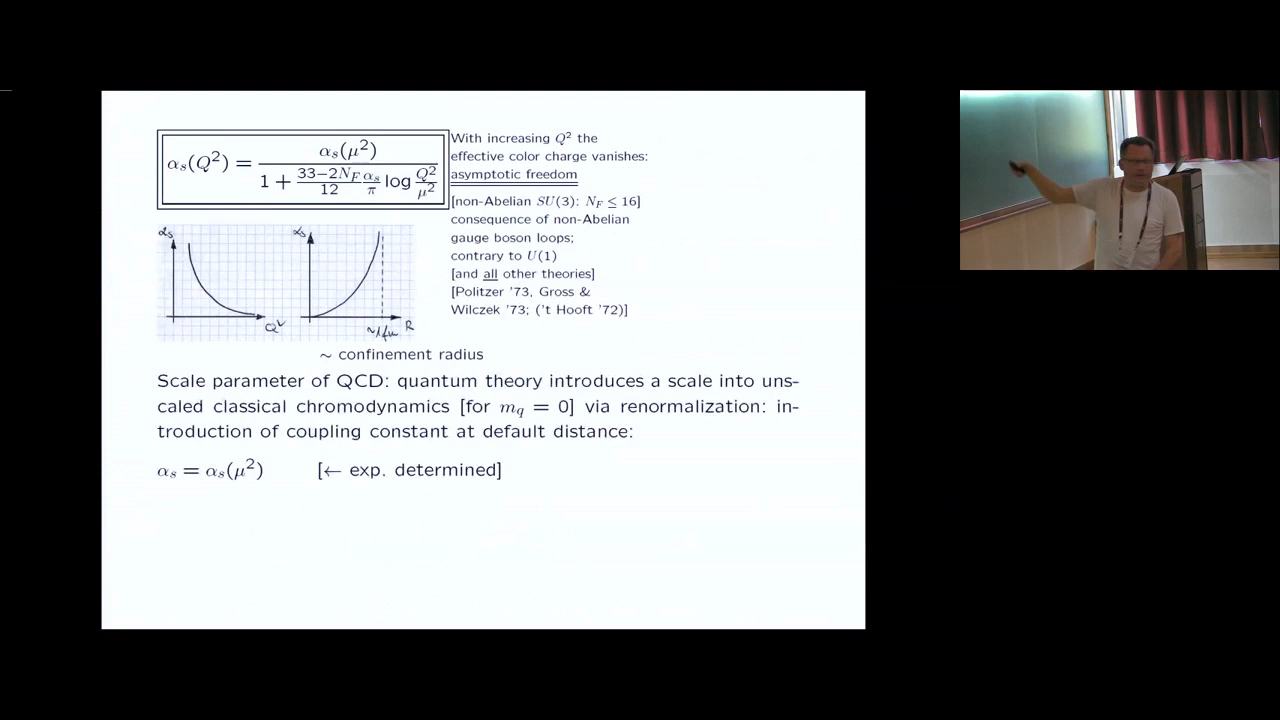 αs(Q²) = αs(μ²) / (1 + (33−2N_F)/12 αs/π log Q²/μ²)
With increasing Q² the
effective color charge vanishes:
asymptotic freedom
[non-Abelian SU(3): N_F ≤ 16]
consequence of non-Abelian
gauge boson loops;
contrary to U(1)
[and all other theories]
[Politzer '73, Gross &
Wilczek '73; ('t Hooft '72)]
αs
Q²
αs
~1fm
R
∼ confinement radius
Scale parameter of QCD: quantum theory introduces a scale into uns-
caled classical chromodynamics [for m_q = 0] via renormalization: in-
troduction of coupling constant at default distance:
αs = αs(μ²) [← exp. determined]